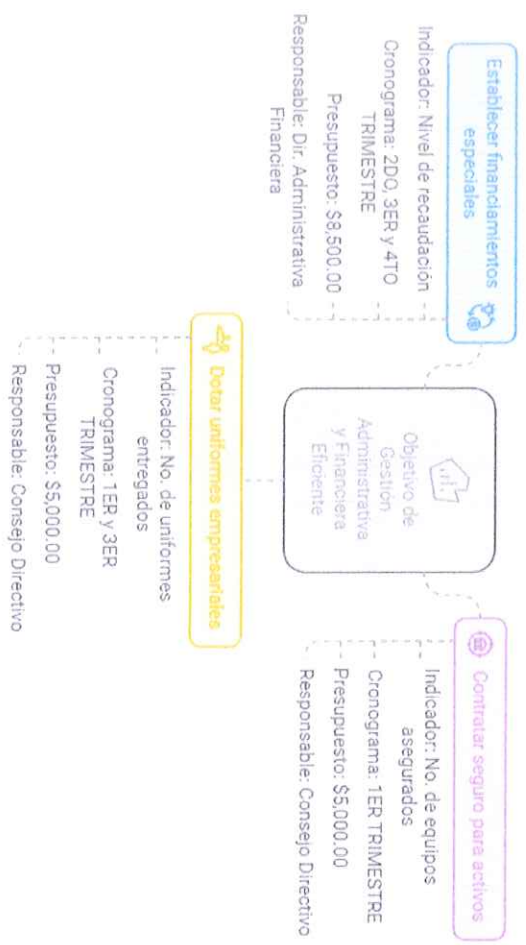 Establecer financiamientos
especiales
Indicador: Nivel de recaudación
Cronograma: 2DO, 3ER y 4TO
TRIMESTRE
Presupuesto: $8,500.00
Responsable: Dir. Administrativa
Financiera
Objetivo de
Gestión
Administrativa
y Financiera
Eficiente
Contratar seguro para activos
Indicador: No. de equipos
asegurados
Cronograma: 1ER TRIMESTRE
Presupuesto: $5,000.00
Responsable: Consejo Directivo
Dotar uniformes empresariales
Indicador: No. de uniformes
entregados
Cronograma: 1ER y 3ER
TRIMESTRE
Presupuesto: $5,000.00
Responsable: Consejo Directivo